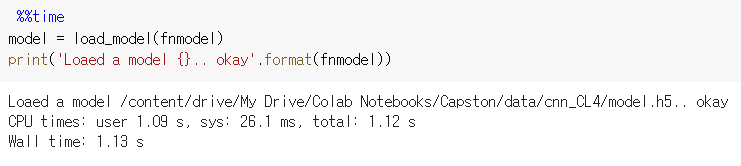 %%time
model = load_model(fnmodel)
print('Loaed a model {}.. okay'.format(fnmodel))
Loaed a model /content/drive/My Drive/Colab Notebooks/Capston/data/cnn_CL4/model.h5.. okay
CPU times: user 1.09 s, sys: 26.1 ms, total: 1.12 s
Wall time: 1.13 s